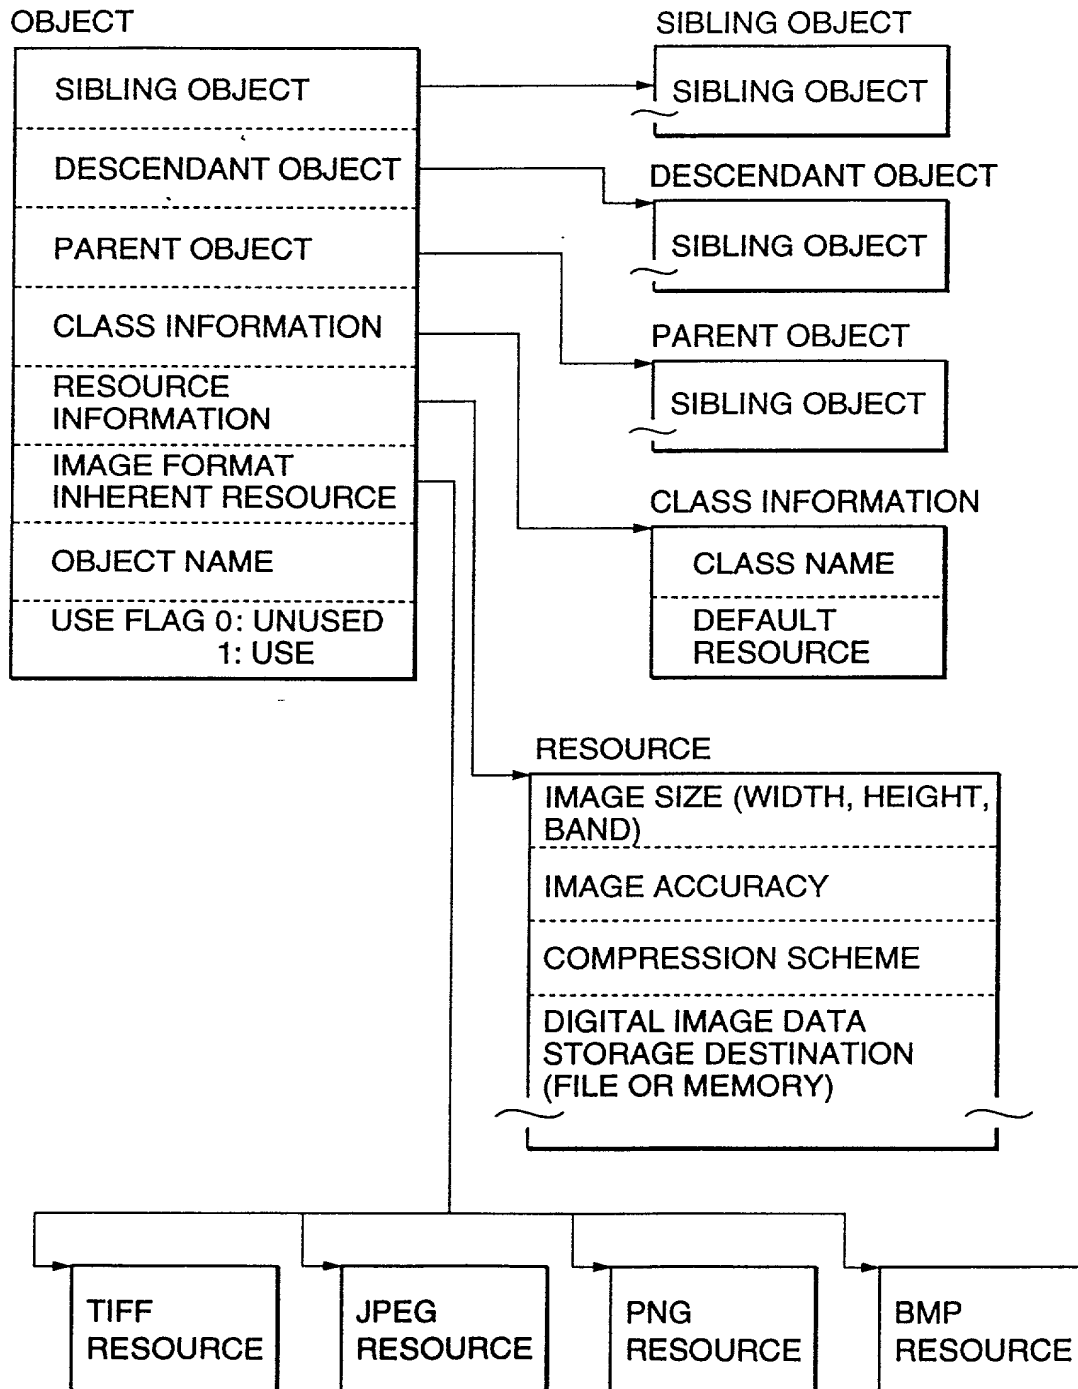 OBJECT
SIBLING OBJECT
DESCENDANT OBJECT
PARENT OBJECT
CLASS INFORMATION
RESOURCE
INFORMATION
IMAGE FORMAT
INHERENT RESOURCE
OBJECT NAME
USE FLAG 0: UNUSED
1: USE
SIBLING OBJECT
SIBLING OBJECT
DESCENDANT OBJECT
SIBLING OBJECT
PARENT OBJECT
SIBLING OBJECT
CLASS INFORMATION
CLASS NAME
DEFAULT
RESOURCE
RESOURCE
IMAGE SIZE (WIDTH, HEIGHT,
BAND)
IMAGE ACCURACY
COMPRESSION SCHEME
DIGITAL IMAGE DATA
STORAGE DESTINATION
(FILE OR MEMORY)
TIFF
RESOURCE
JPEG
RESOURCE
PNG
RESOURCE
BMP
RESOURCE